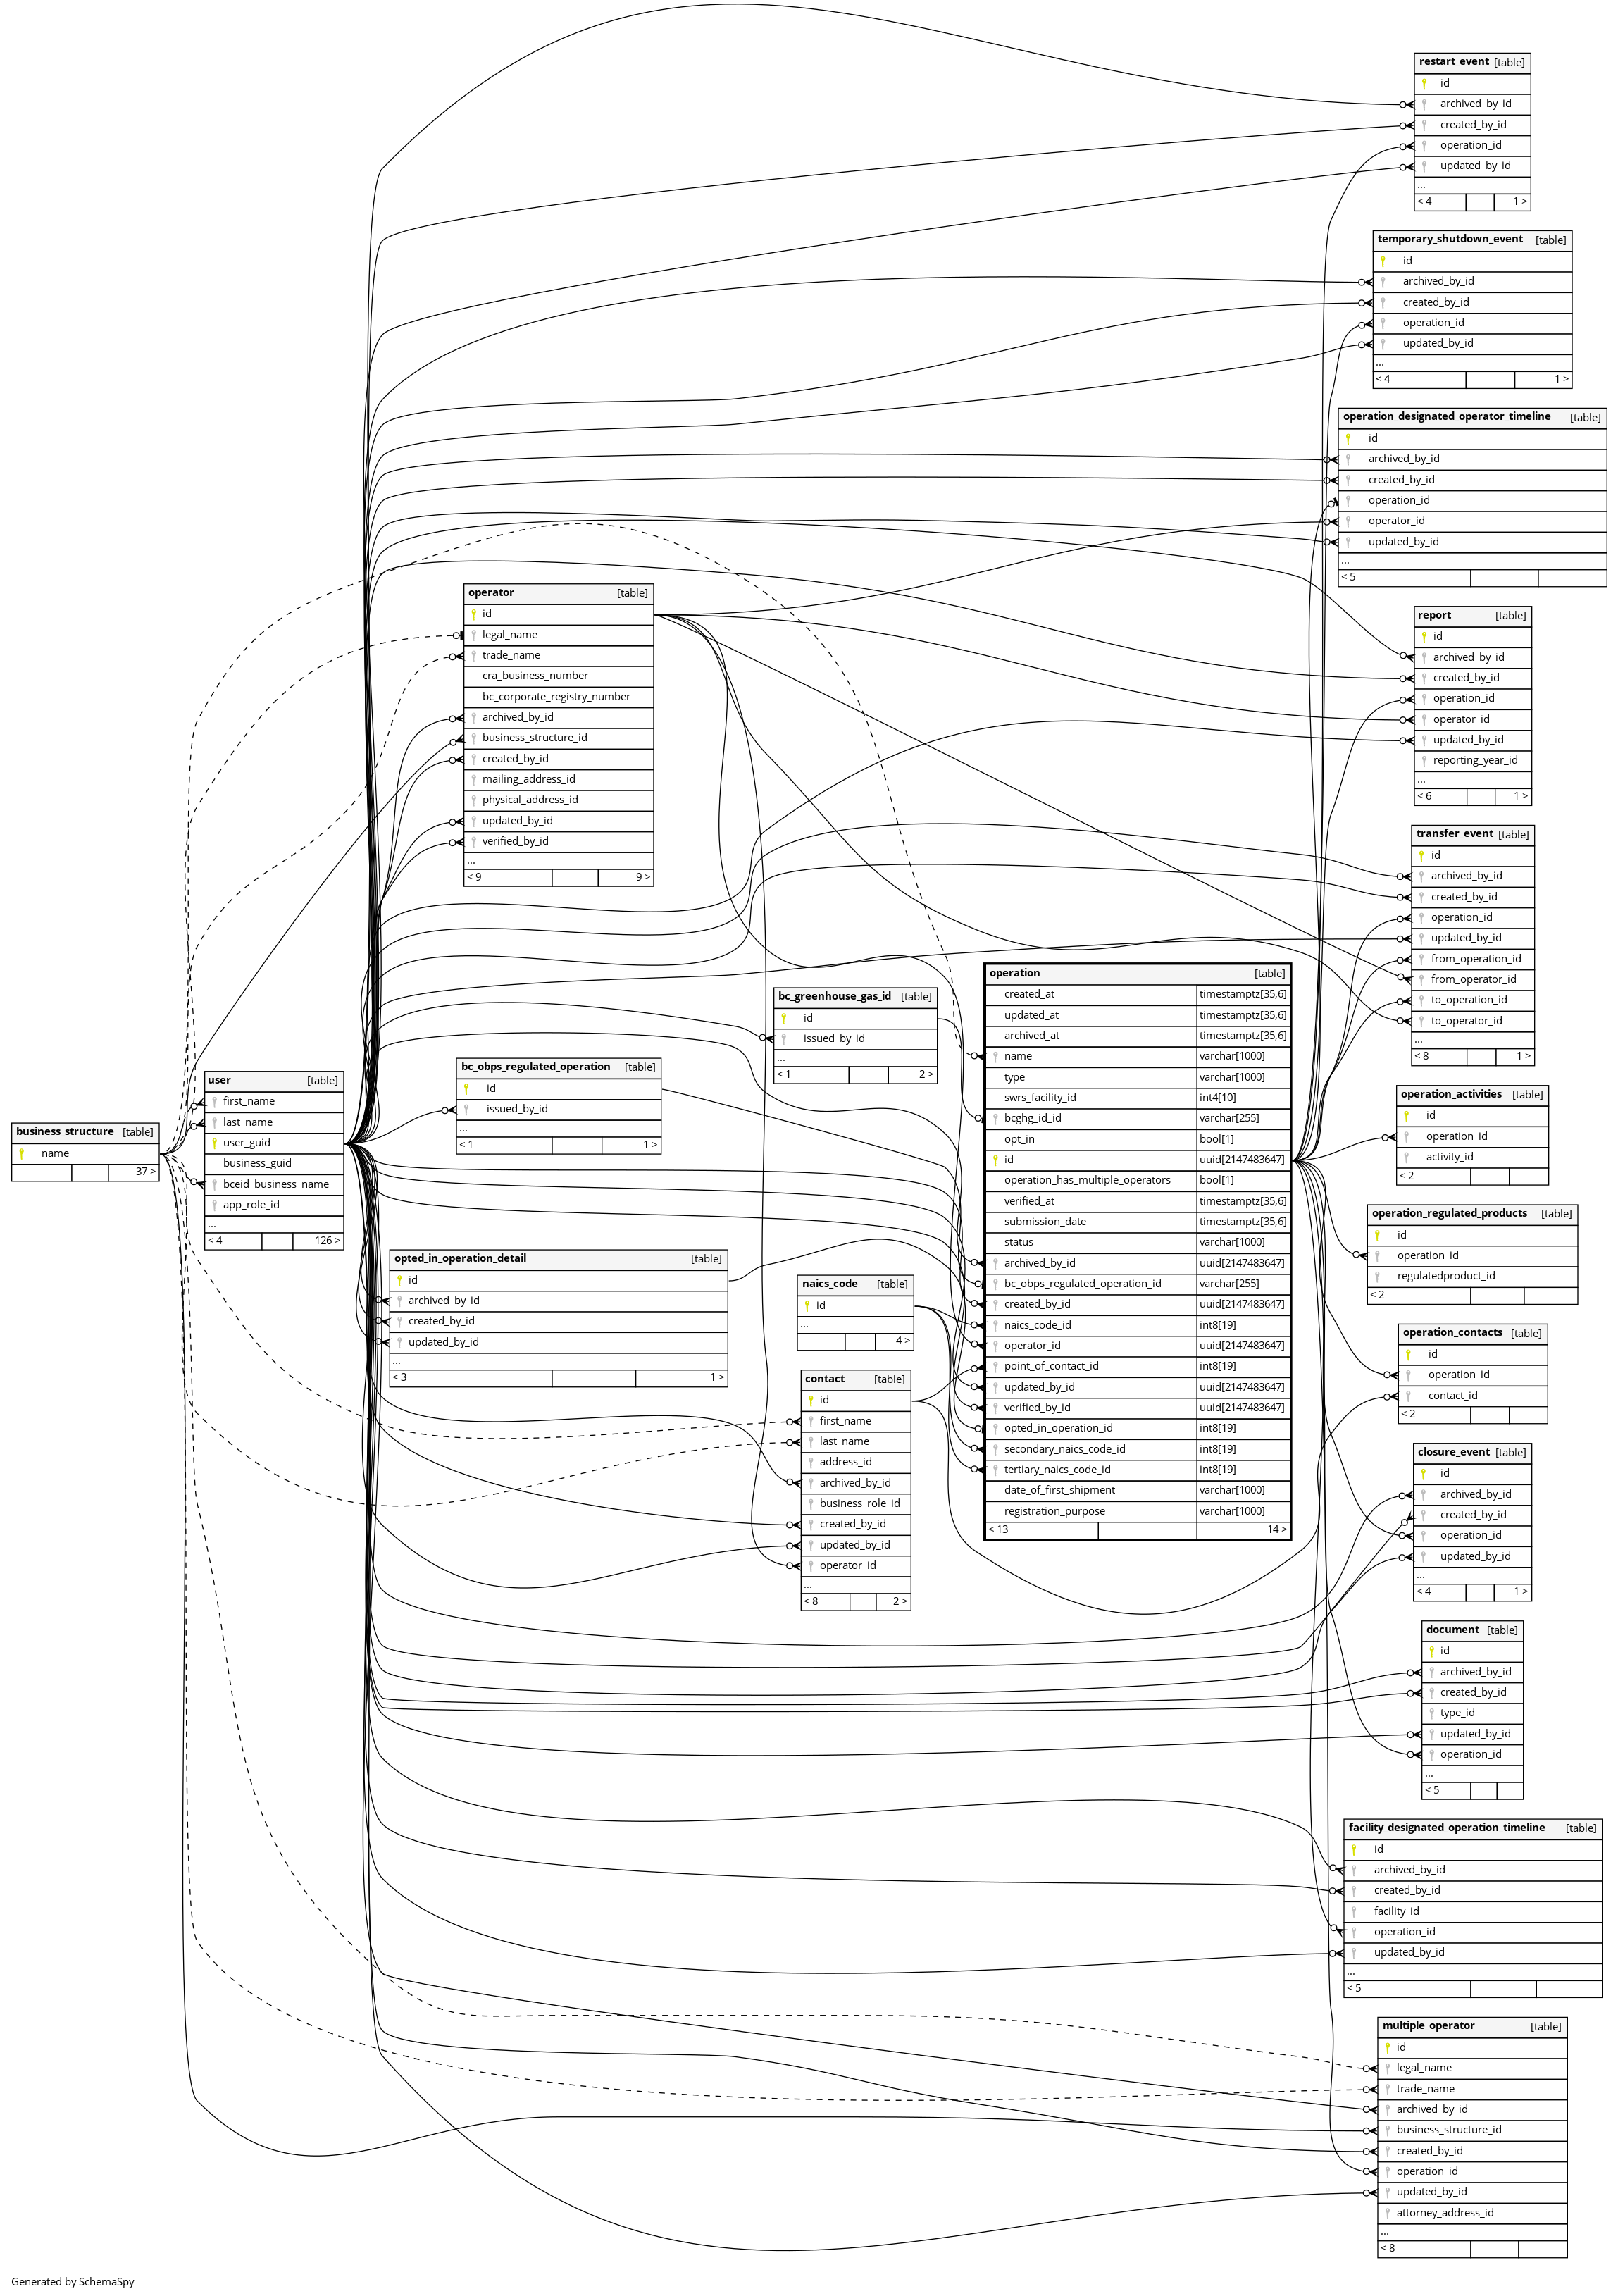 restart_event [table]
id
archived_by_id
created_by_id
operation_id
updated_by_id
...
< 4 1 >
temporary_shutdown_event [table]
id
archived_by_id
created_by_id
operation_id
updated_by_id
...
< 4 1 >
operation_designated_operator_timeline [table]
id
archived_by_id
created_by_id
operation_id
operator_id
updated_by_id
...
< 5
operator [table]
id
legal_name
trade_name
cra_business_number
bc_corporate_registry_number
archived_by_id
business_structure_id
created_by_id
mailing_address_id
physical_address_id
updated_by_id
verified_by_id
...
< 9 9 >
report [table]
id
archived_by_id
created_by_id
operation_id
operator_id
updated_by_id
reporting_year_id
...
< 6 1 >
transfer_event [table]
id
archived_by_id
created_by_id
operation_id
updated_by_id
from_operation_id
from_operator_id
to_operation_id
to_operator_id
...
< 8 1 >
business_structure [table]
name
37 >
user [table]
first_name
last_name
user_guid
business_guid
bceid_business_name
app_role_id
...
< 4 126 >
bc_obps_regulated_operation [table]
id
issued_by_id
...
< 1 1 >
bc_greenhouse_gas_id [table]
id
issued_by_id
...
< 1 2 >
operation [table]
created_at timestamptz[35,6]
updated_at timestamptz[35,6]
archived_at timestamptz[35,6]
name varchar[1000]
type varchar[1000]
swrs_facility_id int4[10]
bcghg_id_id varchar[255]
opt_in bool[1]
id uuid[2147483647]
operation_has_multiple_operators bool[1]
verified_at timestamptz[35,6]
submission_date timestamptz[35,6]
status varchar[1000]
archived_by_id uuid[2147483647]
bc_obps_regulated_operation_id varchar[255]
created_by_id uuid[2147483647]
naics_code_id int8[19]
operator_id uuid[2147483647]
point_of_contact_id int8[19]
updated_by_id uuid[2147483647]
verified_by_id uuid[2147483647]
opted_in_operation_id int8[19]
secondary_naics_code_id int8[19]
tertiary_naics_code_id int8[19]
date_of_first_shipment varchar[1000]
registration_purpose varchar[1000]
< 13 14 >
opted_in_operation_detail [table]
id
archived_by_id
created_by_id
updated_by_id
...
< 3 1 >
naics_code [table]
id
...
4 >
contact [table]
id
first_name
last_name
address_id
archived_by_id
business_role_id
created_by_id
updated_by_id
operator_id
...
< 8 2 >
operation_activities [table]
id
operation_id
activity_id
< 2
operation_regulated_products [table]
id
operation_id
regulatedproduct_id
< 2
operation_contacts [table]
id
operation_id
contact_id
< 2
closure_event [table]
id
archived_by_id
created_by_id
operation_id
updated_by_id
...
< 4 1 >
document [table]
id
archived_by_id
created_by_id
type_id
updated_by_id
operation_id
...
< 5
facility_designated_operation_timeline [table]
id
archived_by_id
created_by_id
facility_id
operation_id
updated_by_id
...
< 5
multiple_operator [table]
id
legal_name
trade_name
archived_by_id
business_structure_id
created_by_id
operation_id
updated_by_id
attorney_address_id
...
< 8
Generated by SchemaSpy